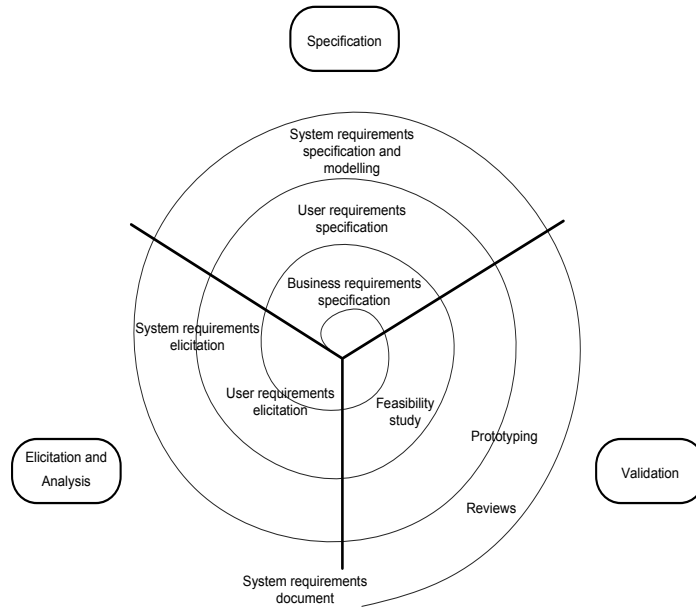 Specification
System requirements
specification and
modelling
User requirements
specification
Business requirements
specification
System requirements
elicitation
User requirements
elicitation
Feasibility
study
Prototyping
Elicitation and
Analysis
Validation
Reviews
System requirements
document